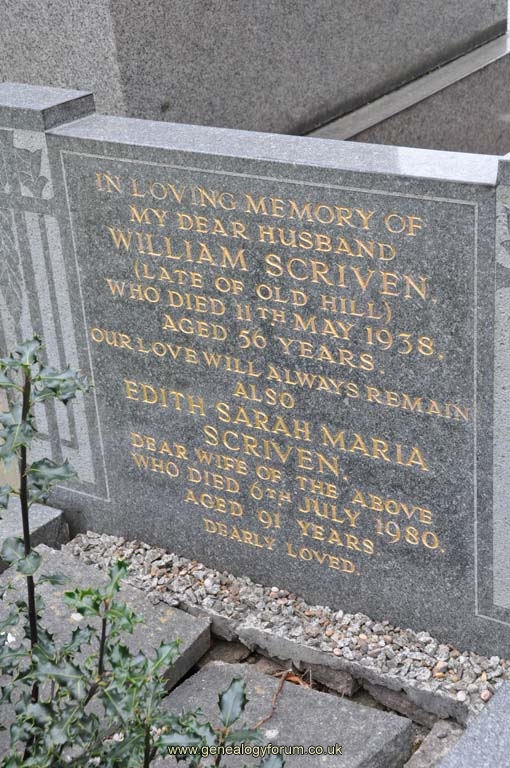 IN LOVING MEMORY OF
MY DEAR HUSBAND
WILLIAM SCRIVEN,
(LATE OF OLD HILL)
WHO DIED 11TH MAY 1938,
AGED 56 YEARS.
OUR LOVE WILL ALWAYS REMAIN
ALSO
EDITH SARAH MARIA
SCRIVEN,
DEAR WIFE OF THE ABOVE
WHO DIED 6TH JULY 1980.
AGED 91 YEARS.
DEARLY LOVED.
www.genealogyforum.co.uk